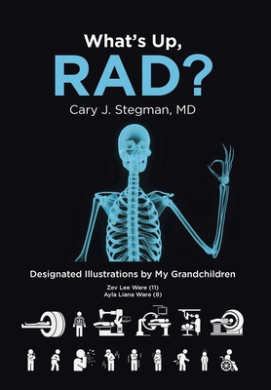 What's Up,
RAD?
Cary J. Stegman, MD
Designated Illustrations by My Grandchildren
Zev Lee Ware (11)
Ayla Liana Ware (8)